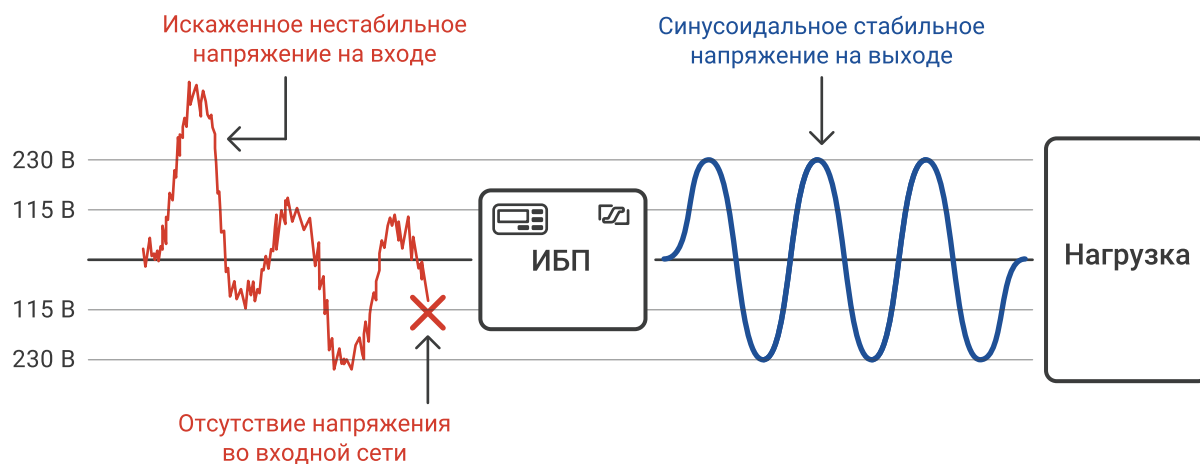 Искаженное нестабильное
напряжение на входе
Синусоидальное стабильное
напряжение на выходе
230 В
115 В
ИБП
Нагрузка
115 В
230 В
Отсутствие напряжения
во входной сети